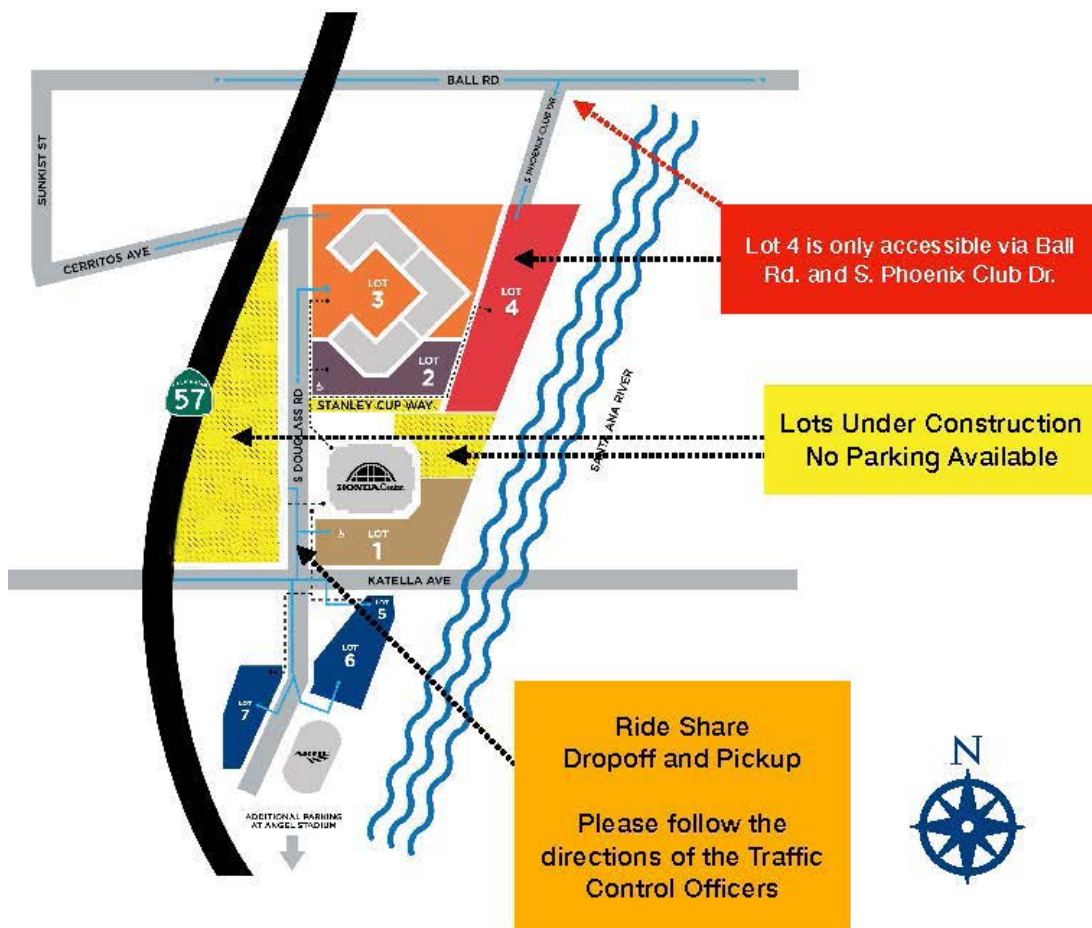 BALL RD
SUNKIST ST
S PHOENIX CLUB DR
CERRITOS AVE
Lot 4 is only accessible via Ball
Rd. and S. Phoenix Club Dr.
LOT
3
LOT
4
LOT
2
57
STANLEY CUP WAY
S DOUGLASS RD
SANTA ANA RIVER
Lots Under Construction
No Parking Available
HONDA Center
LOT
1
KATELLA AVE
LOT
5
LOT
6
LOT
7
ARTIC
ADDITIONAL PARKING
AT ANGEL STADIUM
Ride Share
Dropoff and Pickup
Please follow the
directions of the Traffic
Control Officers
N